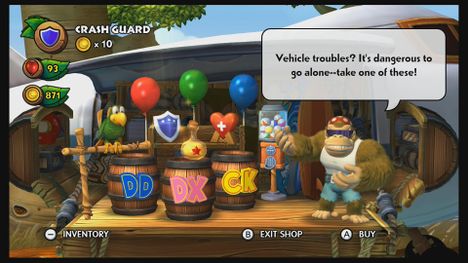 CRASH GUARD
x 10
93
871
Vehicle troubles? It's dangerous to
go alone--take one of these!
DD
DX
CK
INVENTORY
B EXIT SHOP
A BUY